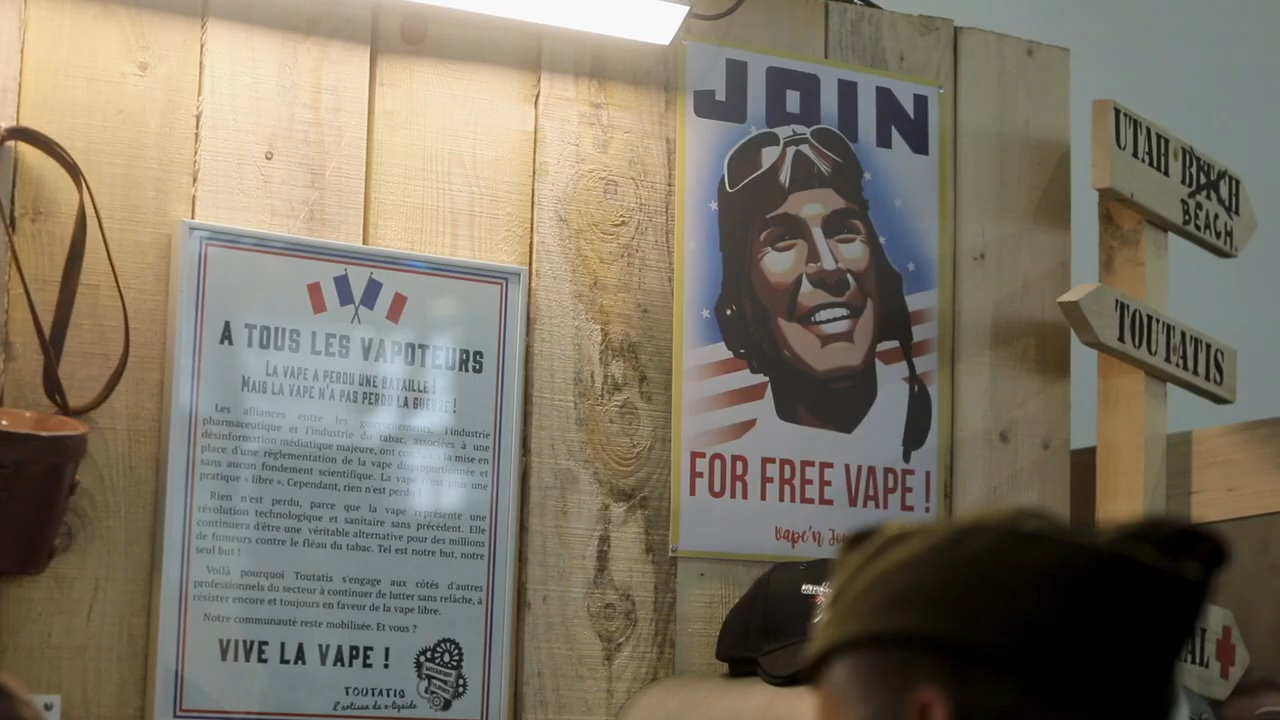 A TOUS LES VAPOTEURS
LA VAPE A PERDU UNE BATAILLE !
MAIS LA VAPE N'A PAS PERDU LA GUERRE !
Les alliances entre les gouvernements, l'industrie
pharmaceutique et l'industrie du tabac, associées à une
désinformation médiatique majeure, ont conduit à la mise en
place d'une réglementation de la vape disproportionnée et
sans aucun fondement scientifique. La vape n'est plus une
pratique « libre ». Cependant, rien n'est perdu !
Rien n'est perdu, parce que la vape représente une
révolution technologique et sanitaire sans précédent. Elle
continuera d'être une véritable alternative pour des millions
de fumeurs contre le fléau du tabac. Tel est notre but, notre
seul but !
Voilà pourquoi Toutatis s'engage aux côtés d'autres
professionnels du secteur à continuer de lutter sans relâche, à
résister encore et toujours en faveur de la vape libre.
Notre communauté reste mobilisée. Et vous ?
VIVE LA VAPE !
TOUTATIS
L'artisan du e-liquide
JOIN
FOR FREE VAPE !
Vape'n Jo
UTAH BITCH
BEACH.
TOUTATIS
AL